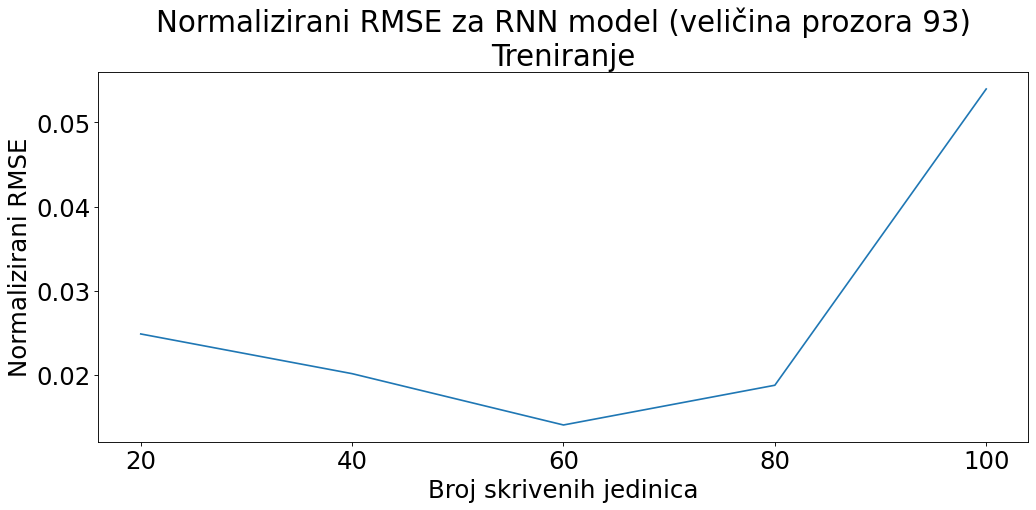 Normalizirani RMSE za RNN model (veličina prozora 93)
Treniranje
Normalizirani RMSE
0.05
0.04
0.03
0.02
20 40 60 80 100
Broj skrivenih jedinica